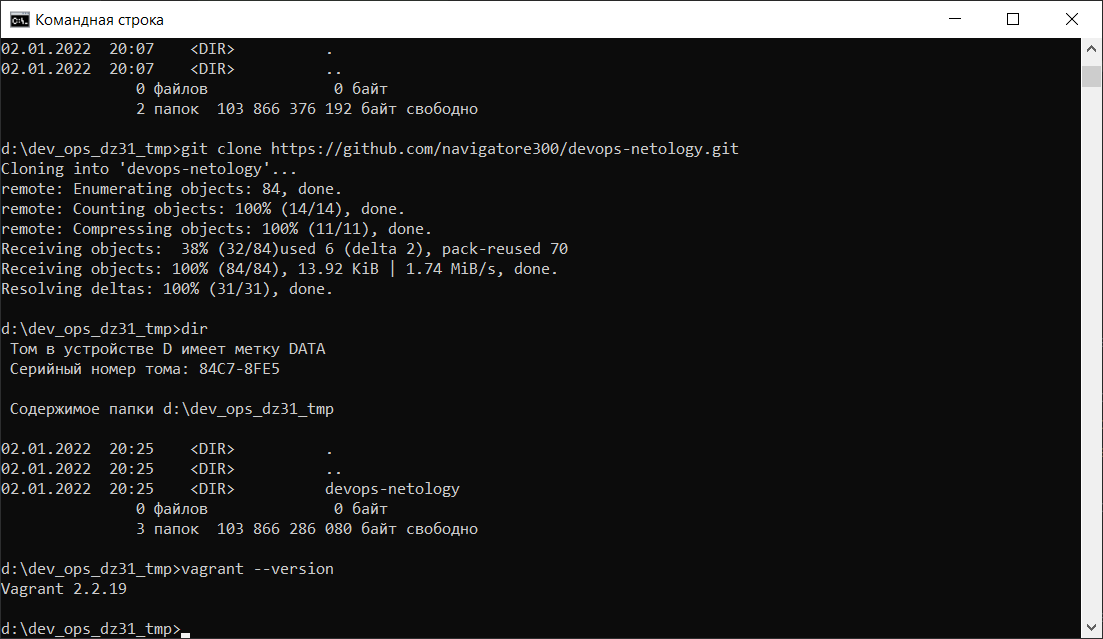 Командная строка
02.01.2022  20:07    <DIR>          .
02.01.2022  20:07    <DIR>          ..
               0 файлов              0 байт
               2 папок  103 866 376 192 байт свободно
d:\dev_ops_dz31_tmp>git clone https://github.com/navigatore300/devops-netology.git
Cloning into 'devops-netology'...
remote: Enumerating objects: 84, done.
remote: Counting objects: 100% (14/14), done.
remote: Compressing objects: 100% (11/11), done.
Receiving objects:  38% (32/84)used 6 (delta 2), pack-reused 70
Receiving objects: 100% (84/84), 13.92 KiB | 1.74 MiB/s, done.
Resolving deltas: 100% (31/31), done.
d:\dev_ops_dz31_tmp>dir
 Том в устройстве D имеет метку DATA
 Серийный номер тома: 84C7-8FE5
 Содержимое папки d:\dev_ops_dz31_tmp
02.01.2022  20:25    <DIR>          .
02.01.2022  20:25    <DIR>          ..
02.01.2022  20:25    <DIR>          devops-netology
               0 файлов              0 байт
               3 папок  103 866 286 080 байт свободно
d:\dev_ops_dz31_tmp>vagrant --version
Vagrant 2.2.19
d:\dev_ops_dz31_tmp>